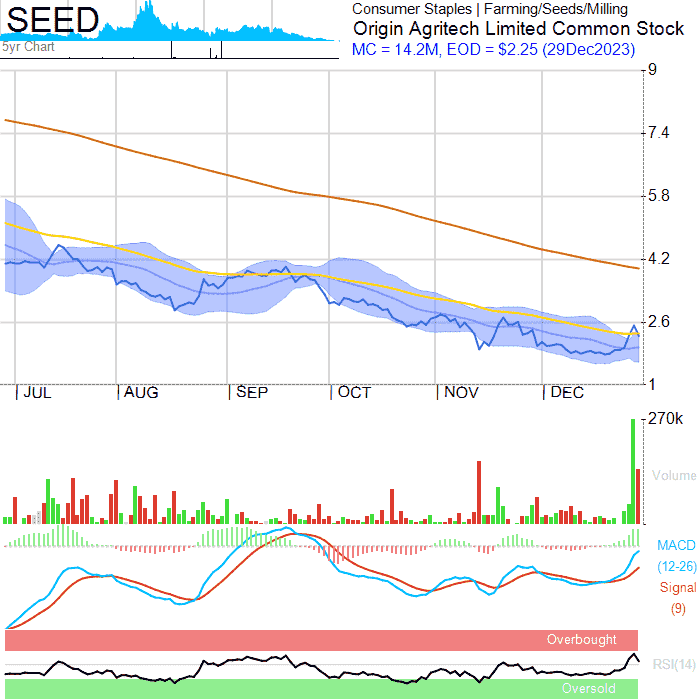 SEED
5yr Chart
Consumer Staples | Farming/Seeds/Milling
Origin Agritech Limited Common Stock
MC = 14.2M, EOD = $2.25 (29Dec2023)
9
7.4
5.8
4.2
2.6
1
JUL AUG SEP OCT NOV DEC
270k
Volume
MACD
(12-26)
Signal
(9)
Overbought
RSI(14)
Oversold